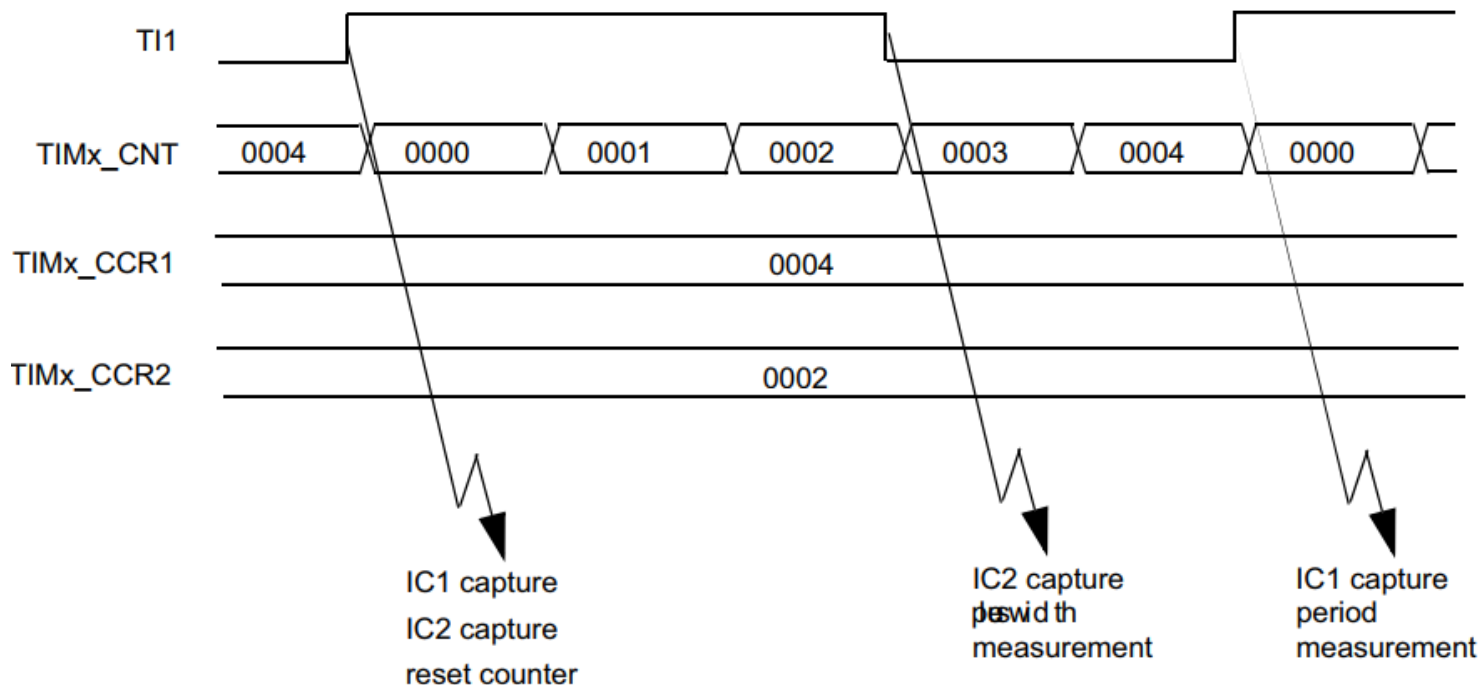 TI1
TIMx_CNT 0004 0000 0001 0002 0003 0004 0000
TIMx_CCR1 0004
TIMx_CCR2 0002
IC1 capture
IC2 capture
reset counter
IC2 capture
measurement
IC1 capture
period
measurement